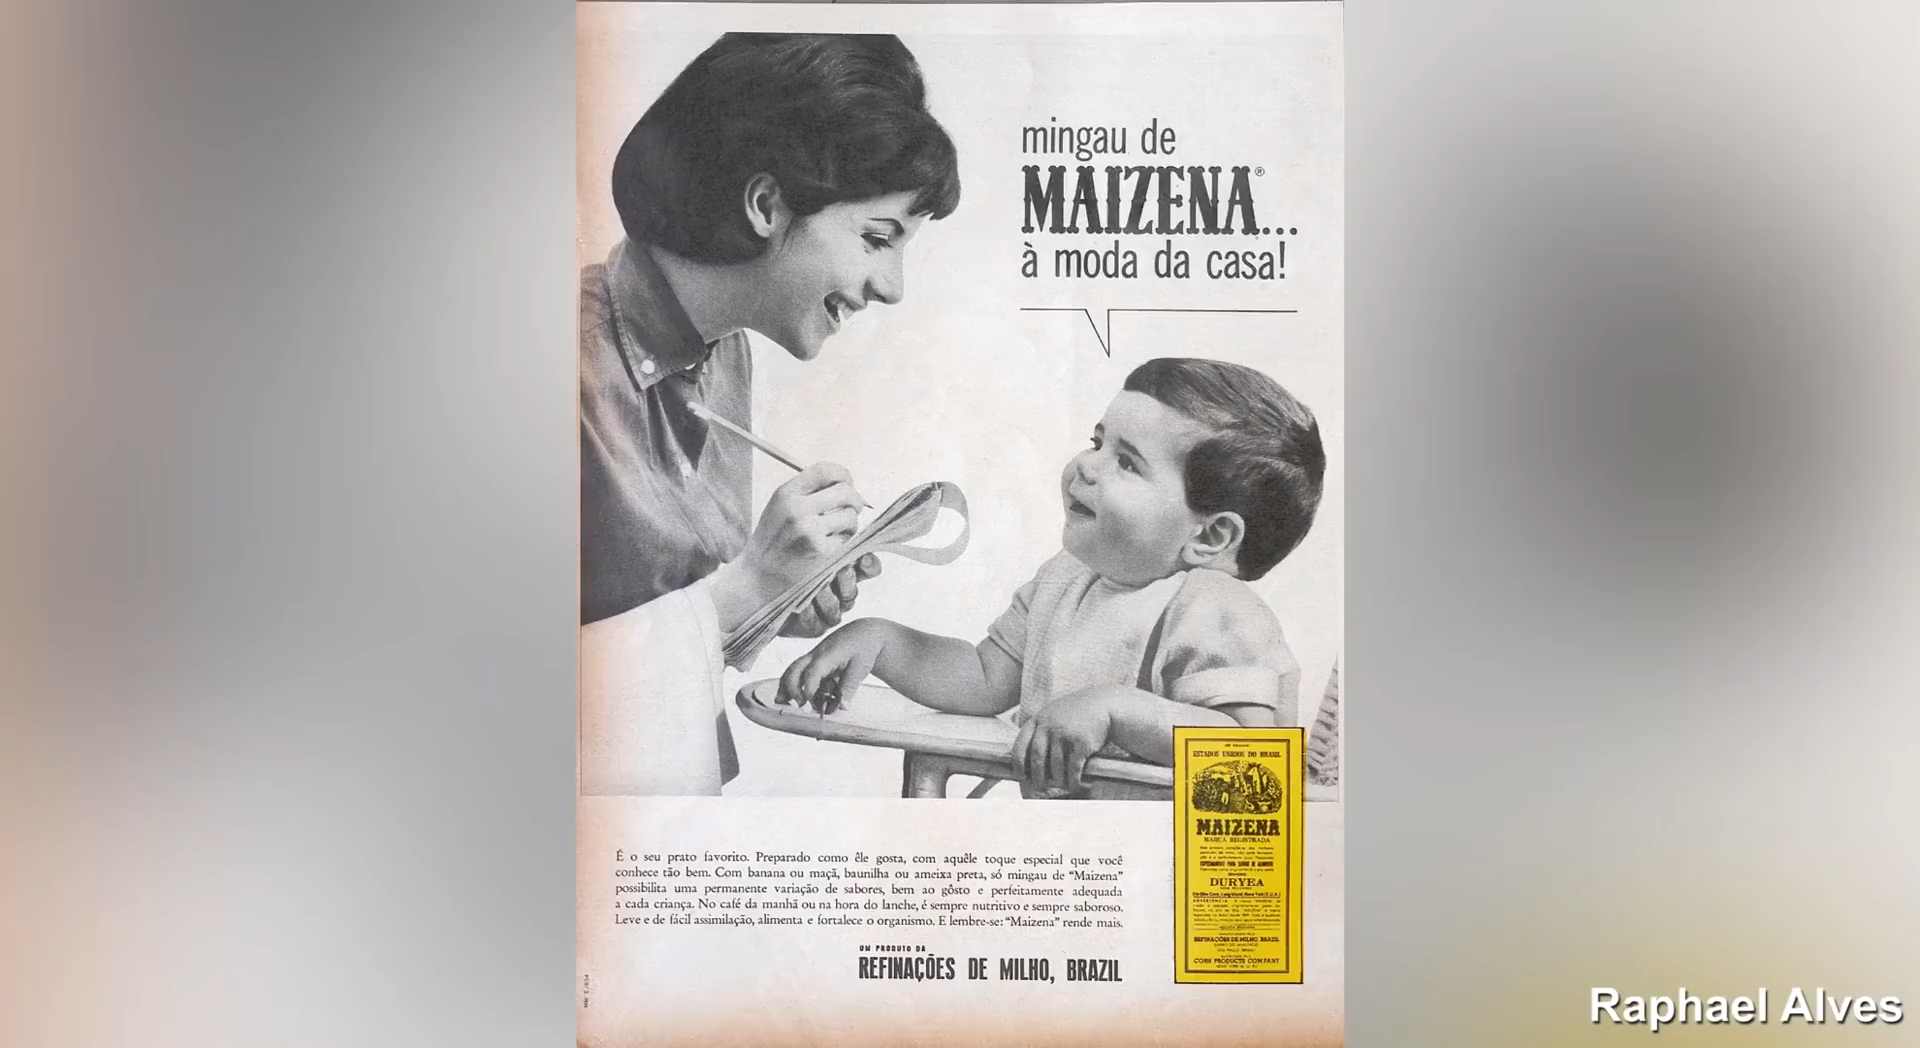 mingau de
MAIZENA®...
à moda da casa!
É o seu prato favorito. Preparado como êle gosta, com aquêle toque especial que você
conhece tão bem. Com banana ou maçã, baunilha ou ameixa preta, só mingau de “Maizena”
possibilita uma permanente variação de sabores, bem ao gôsto e perfeitamente adequada
a cada criança. No café da manhã ou na hora do lanche, é sempre nutritivo e sempre saboroso.
Leve e de fácil assimilação, alimenta e fortalece o organismo. E lembre-se: “Maizena” rende mais.
UM PRODUTO DA
REFINAÇÕES DE MILHO, BRAZIL
ESTADOS UNIDOS DO BRASIL
MAIZENA
MARCA REGISTRADA
DURYEA
REFINAÇÕES DE MILHO, BRAZIL
CORN PRODUCTS COMPANY
Raphael Alves